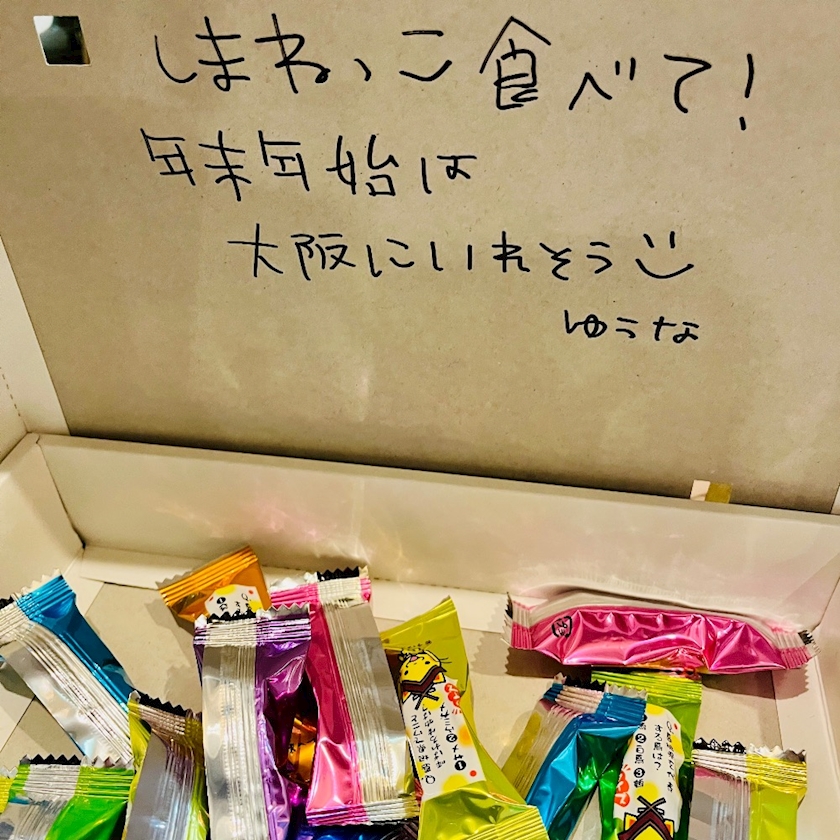 しまねっこ食べて!
年末年始は
大阪にいれそう
ゆうな